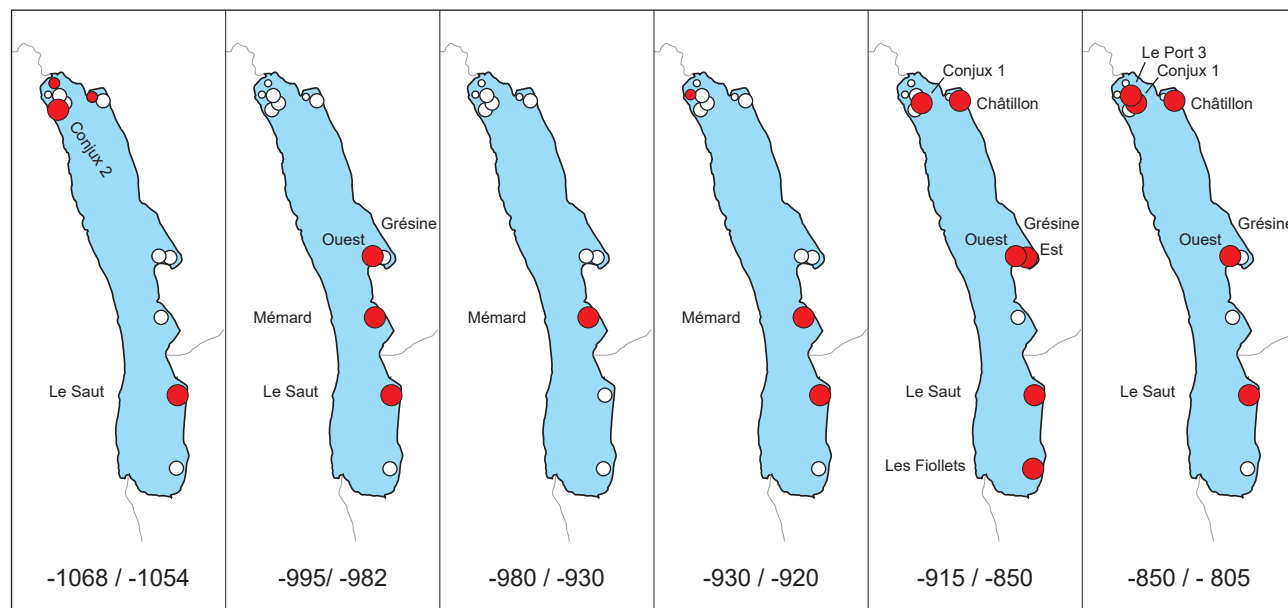 Conjux 2
Le Saut
-1068 / -1054
Grésine
Ouest
Mémard
Le Saut
-995/ -982
Mémard
-980 / -930
Mémard
-930 / -920
Conjux 1
Châtillon
Grésine
Ouest
Est
Le Saut
Les Fiollets
-915 / -850
Le Port 3
Conjux 1
Châtillon
Grésine
Ouest
Le Saut
-850 / - 805